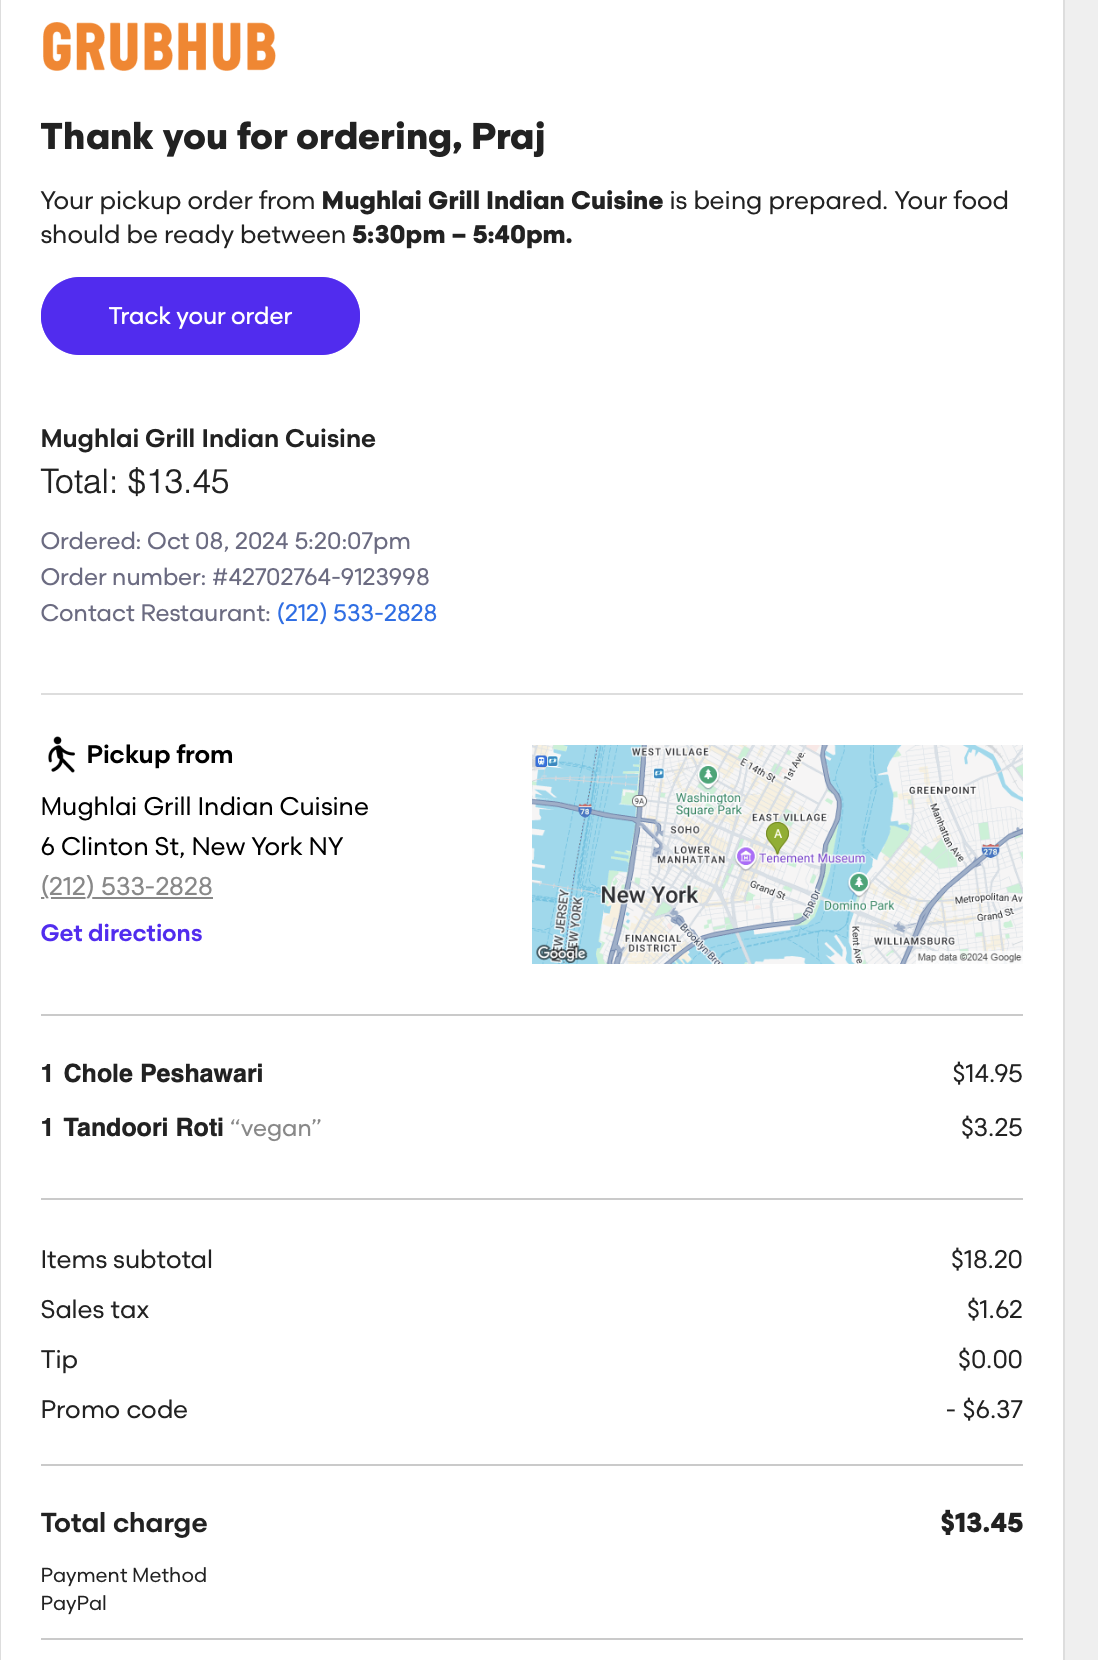 GRUBHUB
Thank you for ordering, Praj
Your pickup order from Mughlai Grill Indian Cuisine is being prepared. Your food
should be ready between 5:30pm – 5:40pm.
Track your order
Mughlai Grill Indian Cuisine
Total: $13.45
Ordered: Oct 08, 2024 5:20:07pm
Order number: #42702764-9123998
Contact Restaurant: (212) 533-2828
Pickup from
Mughlai Grill Indian Cuisine
6 Clinton St, New York NY
(212) 533-2828
Get directions
WEST VILLAGE
E 14th St
1st Ave.
GREENPOINT
Washington
Square Park
9A
78
EAST VILLAGE
Manhattan Ave
SOHO
A
LOWER
MANHATTAN
Tenement Museum
278
New York
Grand St
FDR Dr
Domino Park
Metropolitan Av
Grand St
NEW JERSEY
NEW YORK
FINANCIAL
DISTRICT
Brooklyn Br
Kent Ave
WILLIAMSBURG
Google
Map data ©2024 Google
1 Chole Peshawari $14.95
1 Tandoori Roti “vegan” $3.25
Items subtotal $18.20
Sales tax $1.62
Tip $0.00
Promo code - $6.37
Total charge $13.45
Payment Method
PayPal